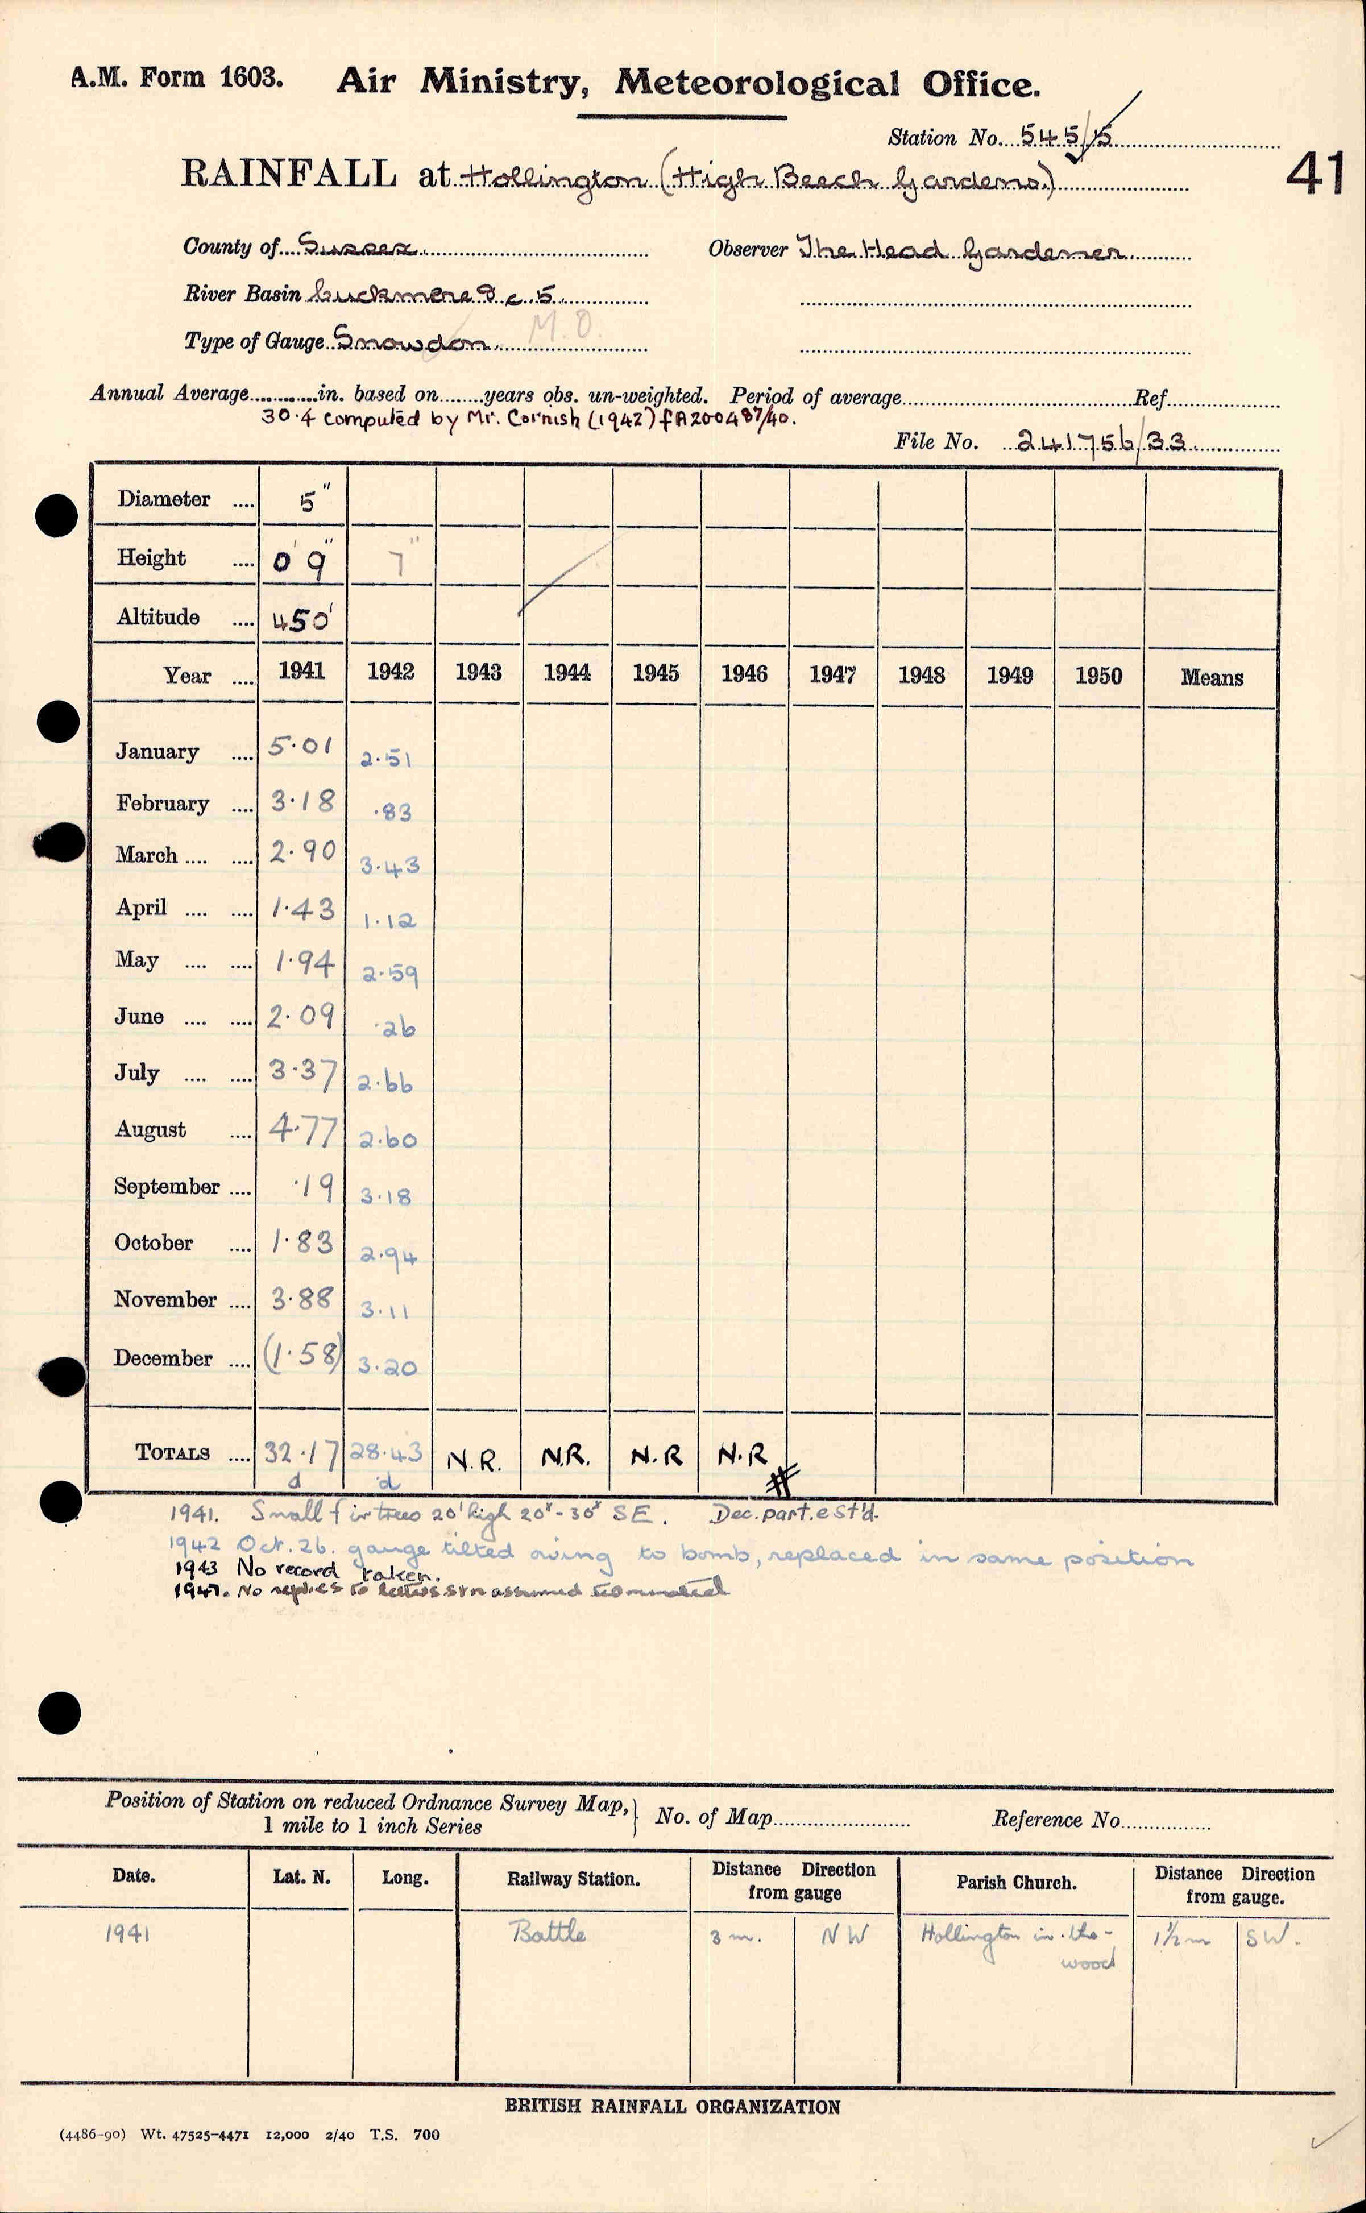 A.M. Form 1603. Air Ministry, Meteorological Office.
Station No. 545/5
41
RAINFALL at Hollington (High Beech Gardens.)
County of Sussex. Observer The Head Gardener
River Basin Cuckmere &c 5
Type of Gauge Snowdon. M.O.
Annual Average............in. based on........years obs. un-weighted. Period of average................Ref................
30.4 computed by Mr. Cornish (1942) f A200487/40.
File No. 241756/33
Diameter .... 5"
Height .... 0' 9" 7"
Altitude .... 450'
Year .... 1941 1942 1943 1944 1945 1946 1947 1948 1949 1950 Means
January .... 5.01 2.51
February .... 3.18 .83
March .... .... 2.90 3.43
April .... .... 1.43 1.12
May .... .... 1.94 2.59
June .... .... 2.09 .26
July .... .... 3.37 2.66
August .... 4.77 2.60
September .... .19 3.18
October .... 1.83 2.94
November .... 3.88 3.11
December .... (1.58) 3.20
TOTALS .... 32.17 28.43 N.R. N.R. N.R N.R
d d #
1941. Small fir trees 20' high 20x-30x SE. Dec. part. est'd.
1942 Oct. 26. gauge tilted owing to bomb, replaced in same position
1943 No record taken.
1947. No replies to letters stn assumed terminated
Position of Station on reduced Ordnance Survey Map, } No. of Map................ Reference No................
1 mile to 1 inch Series
Date. Lat. N. Long. Railway Station. Distance Direction from gauge Parish Church. Distance Direction from gauge.
1941 Battle 3 m. NW Hollington in-the-wood 1½m SW.
BRITISH RAINFALL ORGANIZATION
(4486-90) Wt. 47525-4471 12,000 2/40 T.S. 700